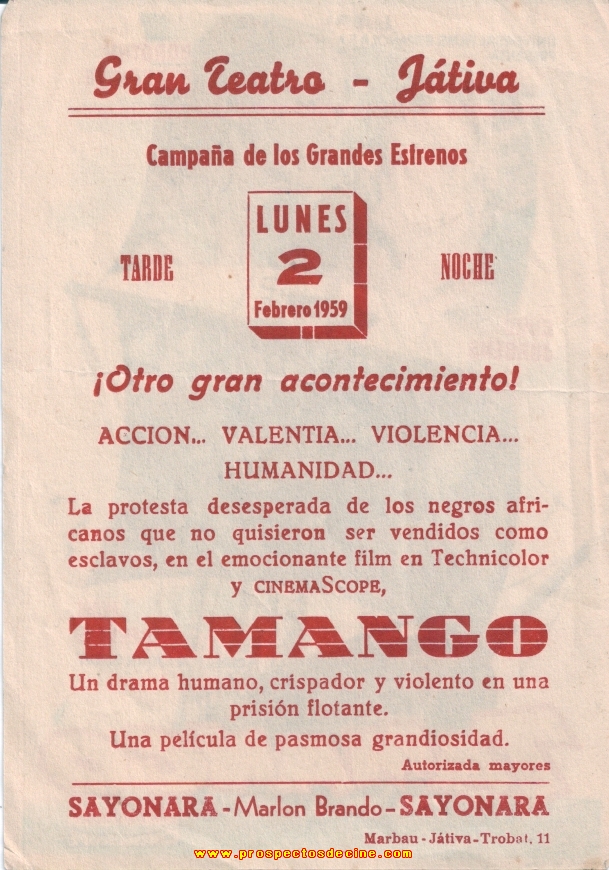 Gran Teatro - Játiva
Campaña de los Grandes Estrenos
LUNES
TARDE 2 NOCHE
Febrero 1959
¡Otro gran acontecimiento!
ACCION... VALENTIA... VIOLENCIA...
HUMANIDAD...
La protesta desesperada de los negros afri-
canos que no quisieron ser vendidos como
esclavos, en el emocionante film en Technicolor
y CINEMASCOPE,
TAMANGO
Un drama humano, crispador y violento en una
prisión flotante.
Una película de pasmosa grandiosidad.
Autorizada mayores
SAYONARA - Marlon Brando - SAYONARA
Marbau - Játiva - Trobat, 11
www.prospectosdecine.com